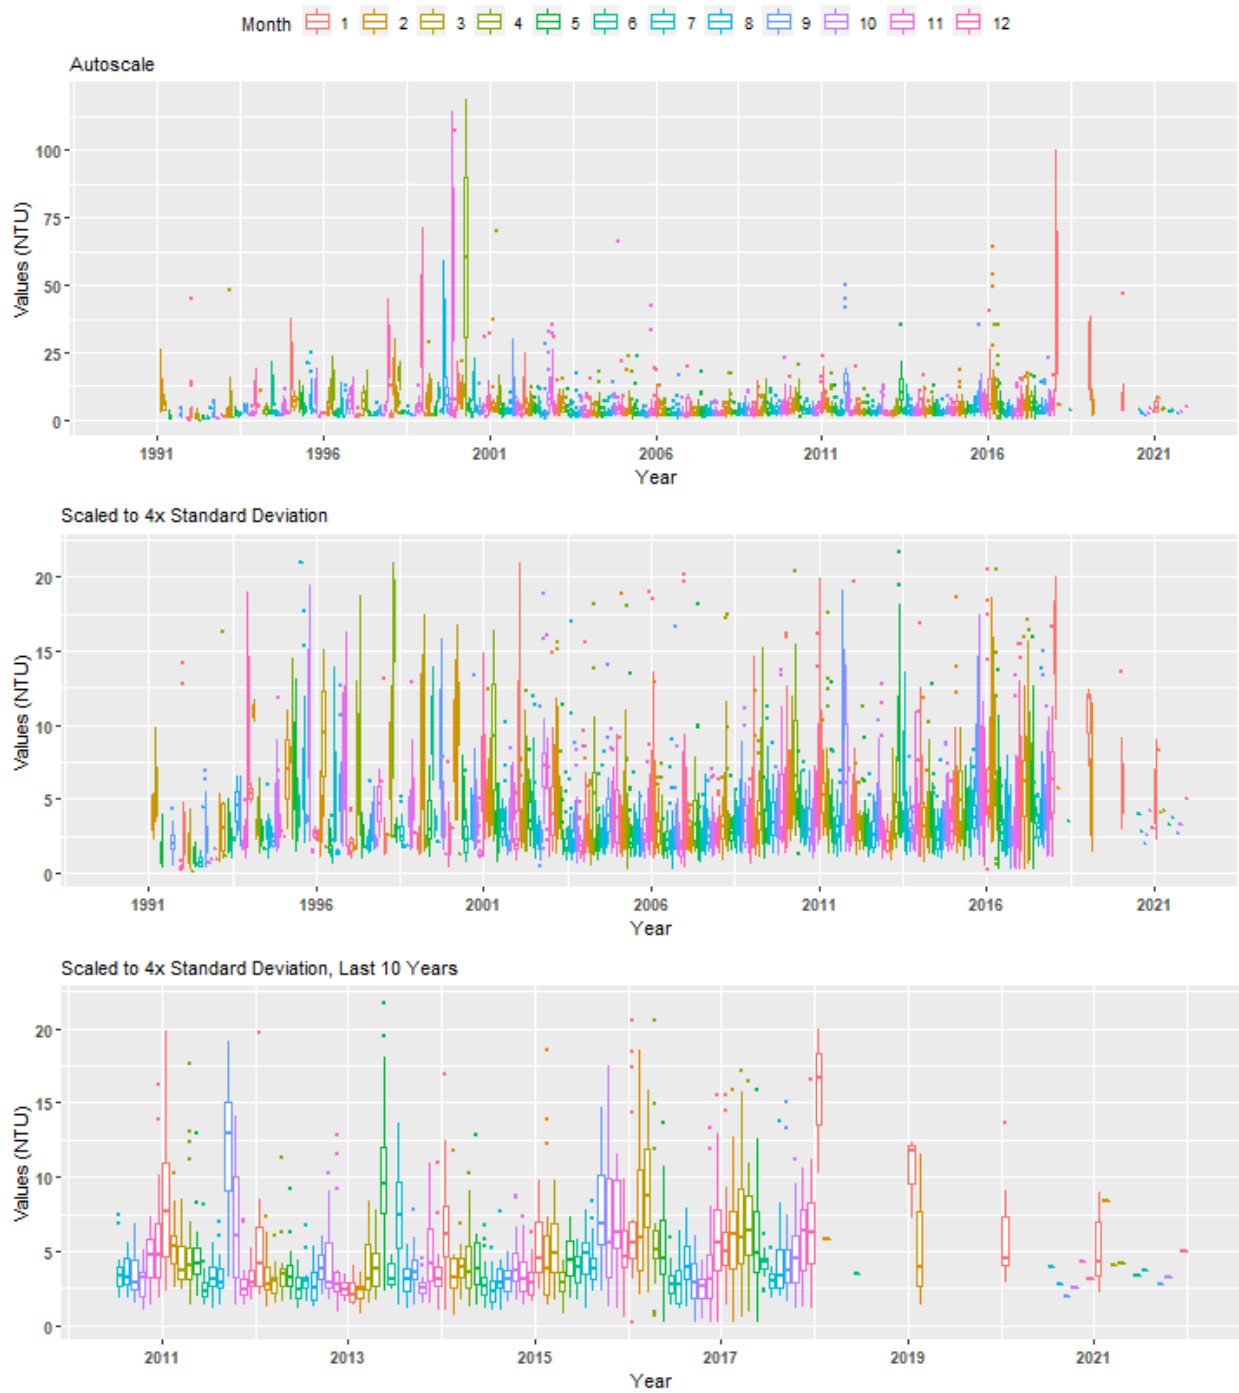 Month 1 2 3 4 5 6 7 8 9 10 11 12
Autoscale
Values (NTU)
100
75
50
25
0
1991 1996 2001 2006 2011 2016 2021
Year
Scaled to 4x Standard Deviation
Values (NTU)
20
15
10
5
0
1991 1996 2001 2006 2011 2016 2021
Year
Scaled to 4x Standard Deviation, Last 10 Years
Values (NTU)
20
15
10
5
0
2011 2013 2015 2017 2019 2021
Year